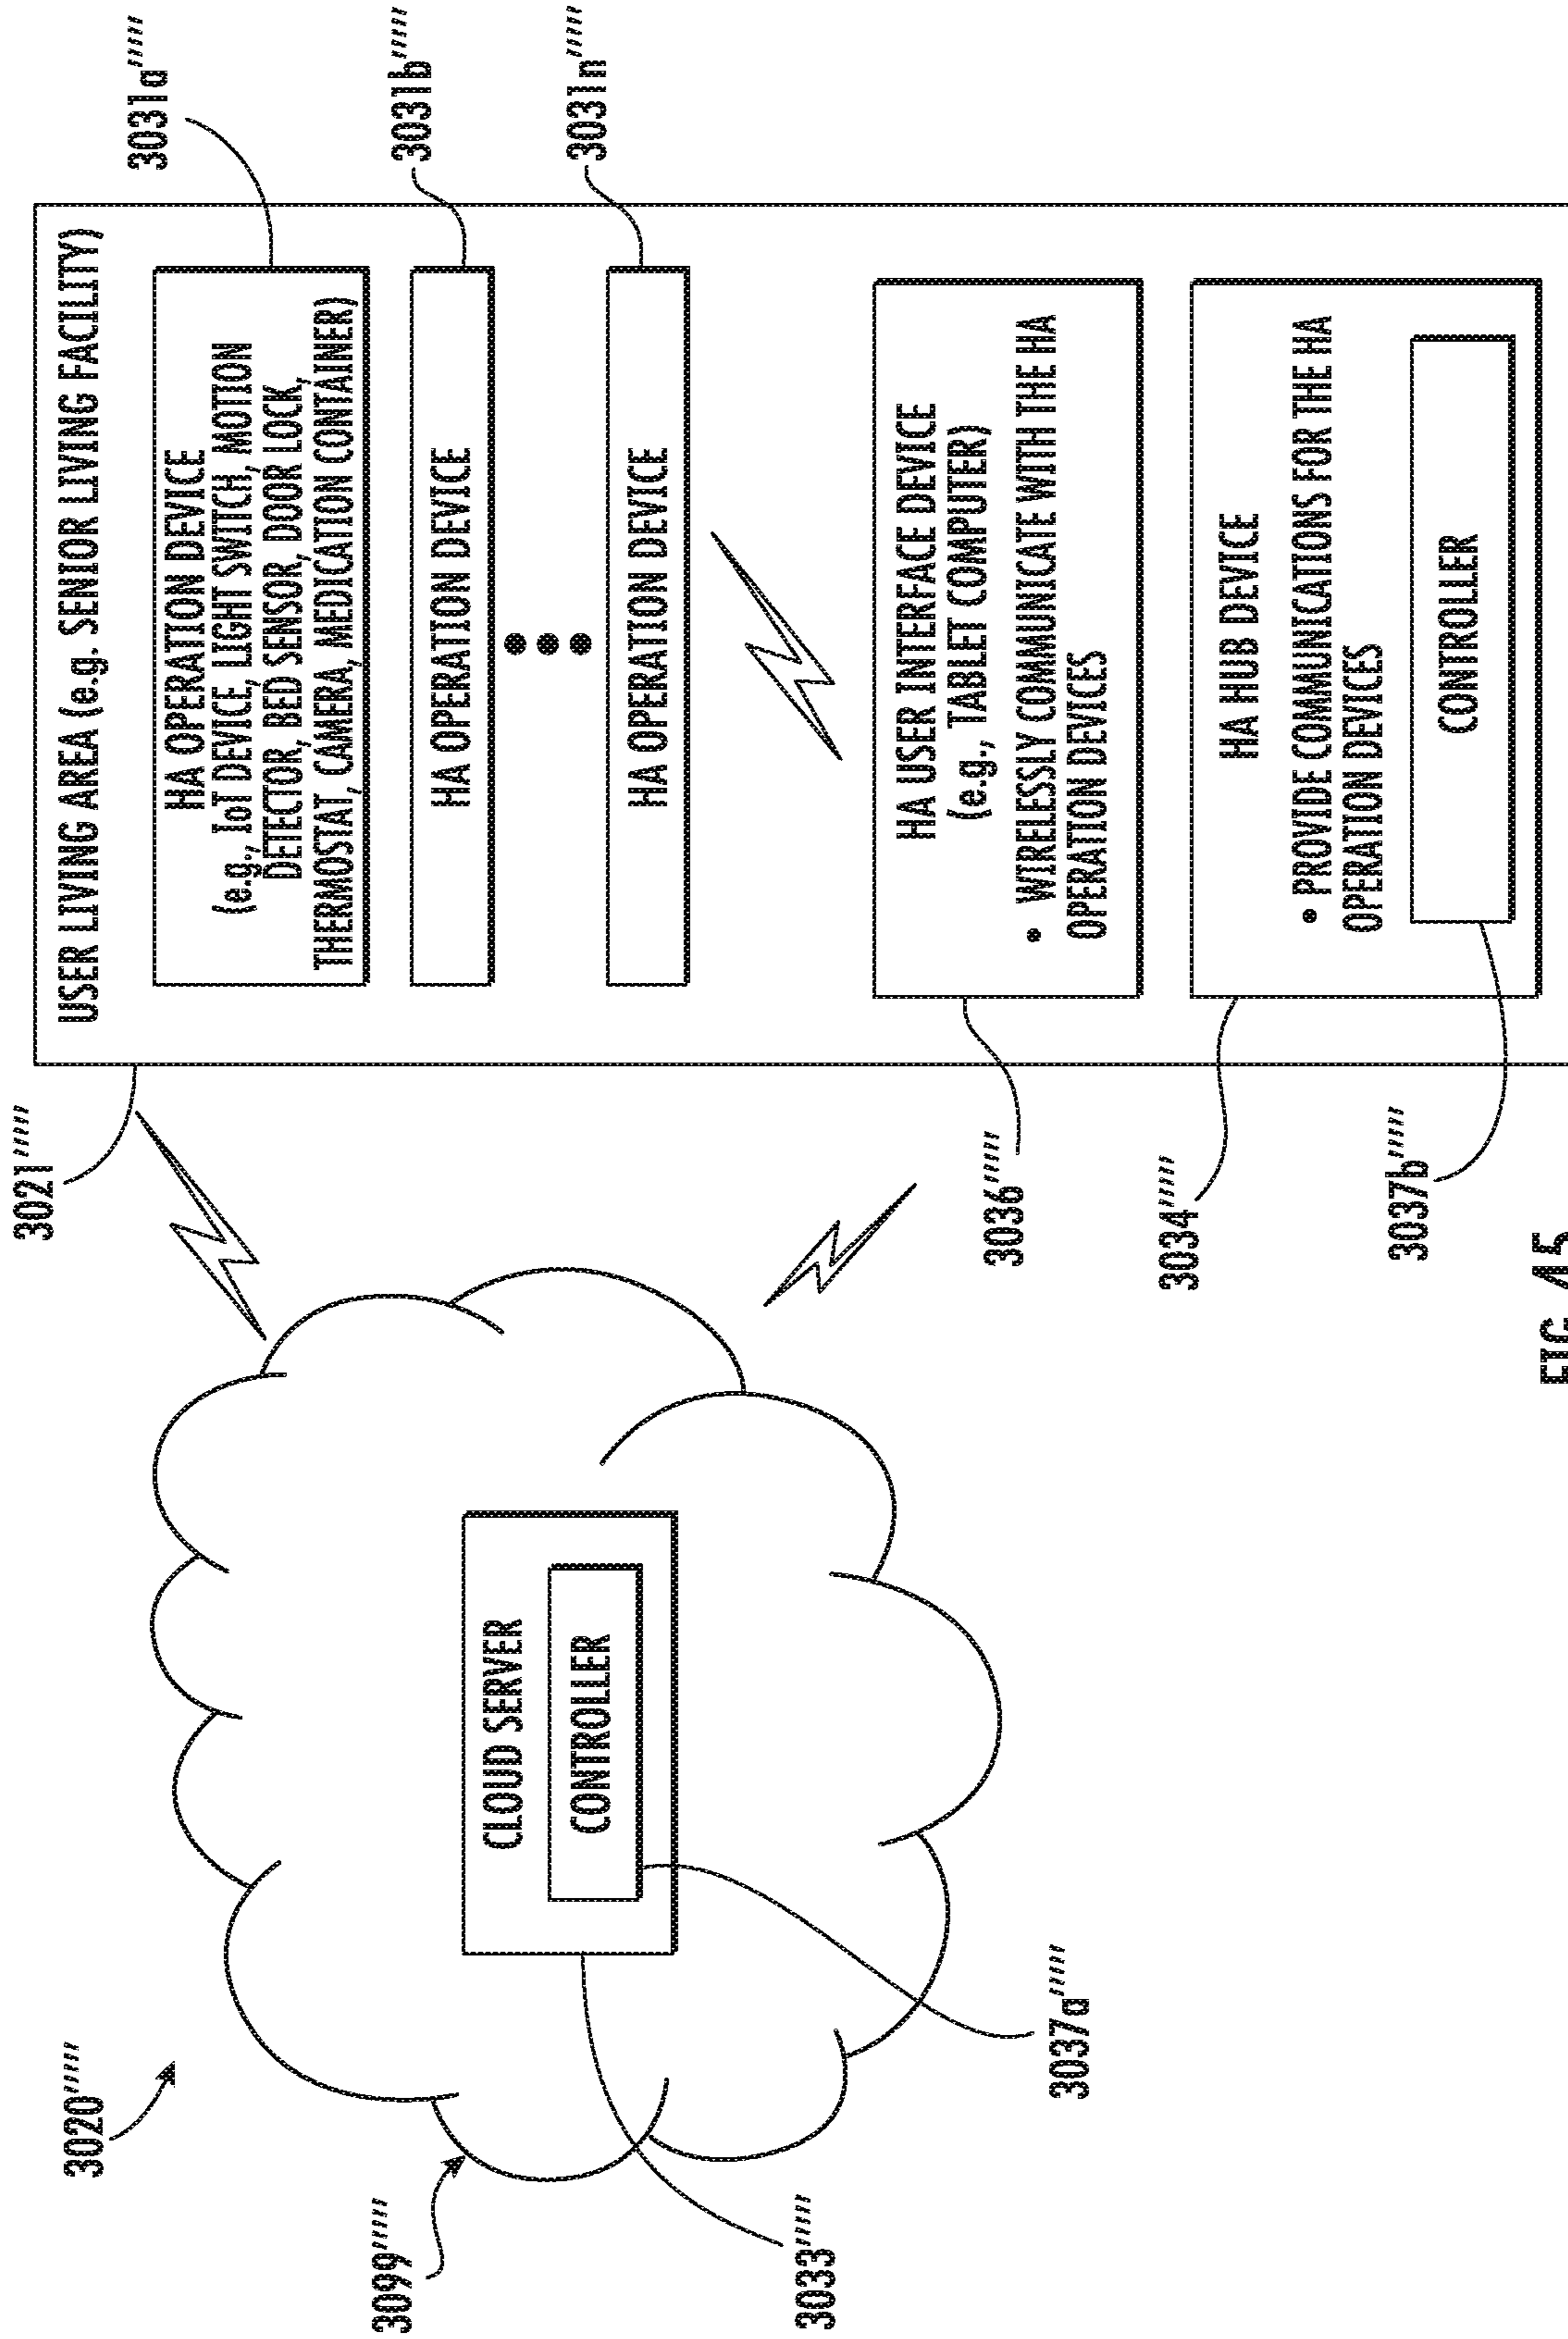 3020'''''
3099'''''
3033'''''
3037a'''''
CLOUD SERVER
CONTROLLER
3021'''''
USER LIVING AREA (e.g. SENIOR LIVING FACILITY)
HA OPERATION DEVICE
(e.g., IoT DEVICE, LIGHT SWITCH, MOTION
DETECTOR, BED SENSOR, DOOR LOCK,
THERMOSTAT, CAMERA, MEDICATION CONTAINER)
3031a'''''
HA OPERATION DEVICE
3031b'''''
HA OPERATION DEVICE
3031n'''''
HA USER INTERFACE DEVICE
(e.g., TABLET COMPUTER)
• WIRELESSLY COMMUNICATE WITH THE HA
OPERATION DEVICES
3036'''''
HA HUB DEVICE
• PROVIDE COMMUNICATIONS FOR THE HA
OPERATION DEVICES
3034'''''
CONTROLLER
3037b'''''
FIG. 45